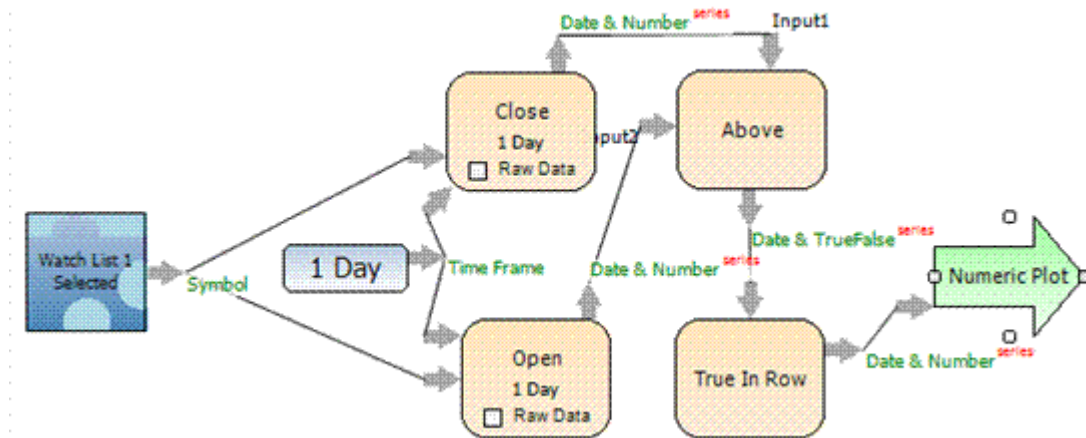 Date & Number series
Input1
Close
1 Day
Raw Data
Input2
Above
Watch List 1
Selected
Symbol
1 Day
Time Frame
Date & Number series
Date & TrueFalse series
Numeric Plot
Open
1 Day
Raw Data
True In Row
Date & Number series